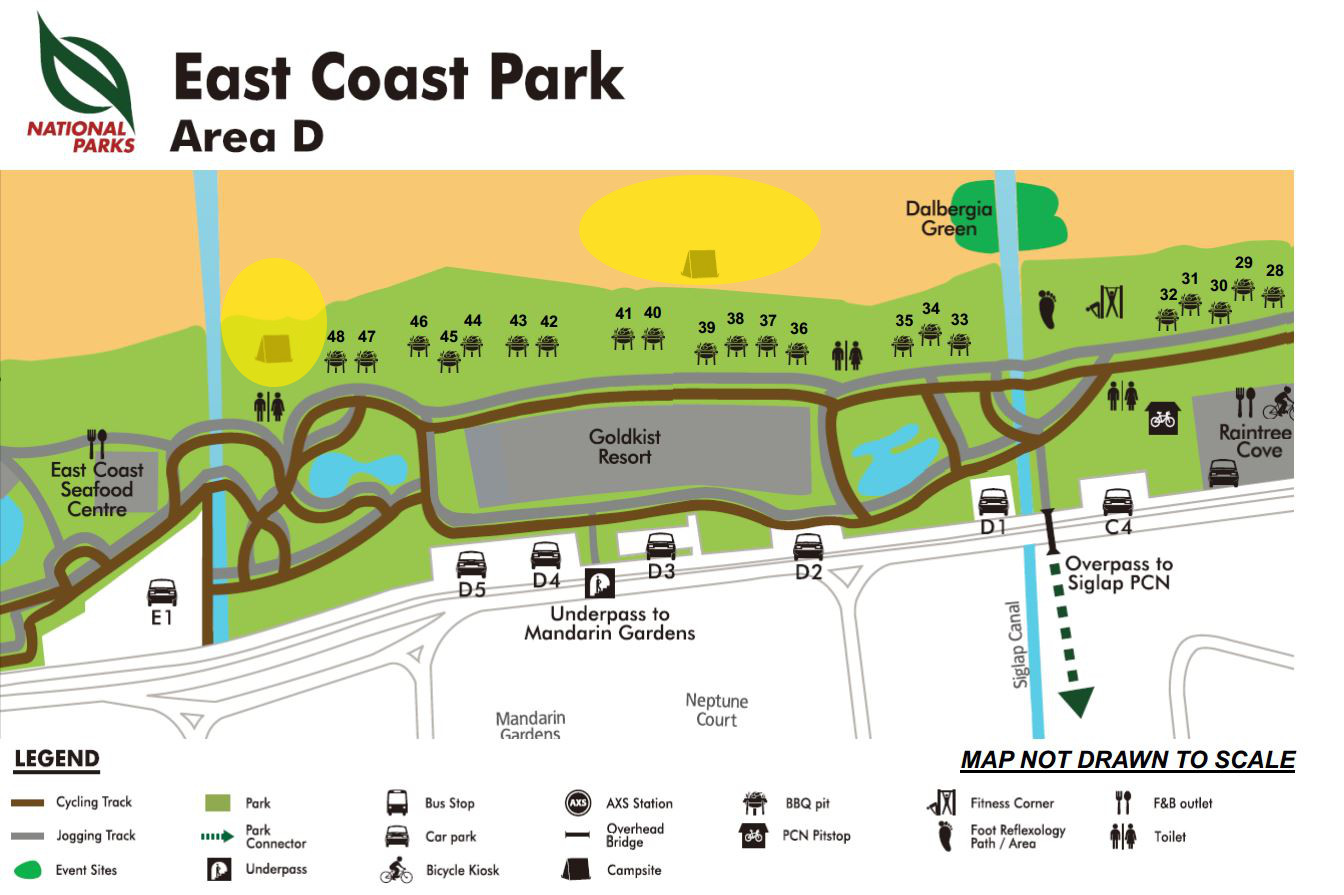 NATIONAL
PARKS
East Coast Park
Area D
Dalbergia
Green
29
28
31
30
32
41
40
34
46
44
43
42
38
37
36
35
33
48
47
45
39
Goldkist
Resort
Raintree
Cove
East Coast
Seafood
Centre
D1
C4
D5
D4
D3
D2
E1
Overpass to
Siglap PCN
Underpass to
Mandarin Gardens
Siglap Canal
Neptune
Court
Mandarin
Gardens
LEGEND
MAP NOT DRAWN TO SCALE
Cycling Track
Park
Bus Stop
AXS
AXS Station
BBQ pit
Fitness Corner
F&B outlet
Jogging Track
Park
Connector
Car park
Overhead
Bridge
PCN Pitstop
Foot Reflexology
Path / Area
Toilet
Event Sites
Underpass
Bicycle Kiosk
Campsite